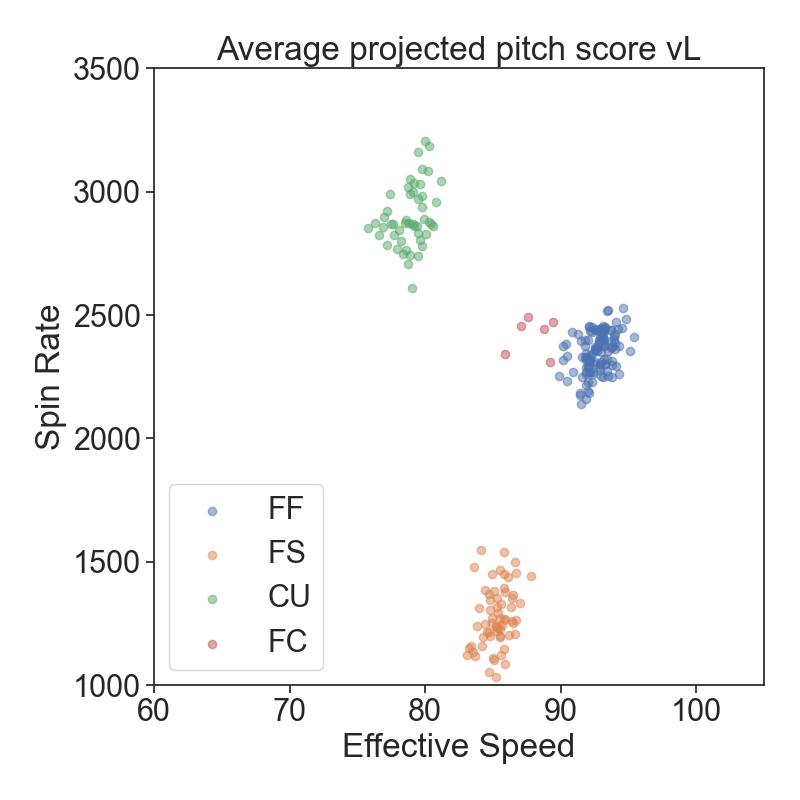 Average projected pitch score vL
3500
3000
2500
2000
1500
1000
Spin Rate
FF
FS
CU
FC
60 70 80 90 100
Effective Speed